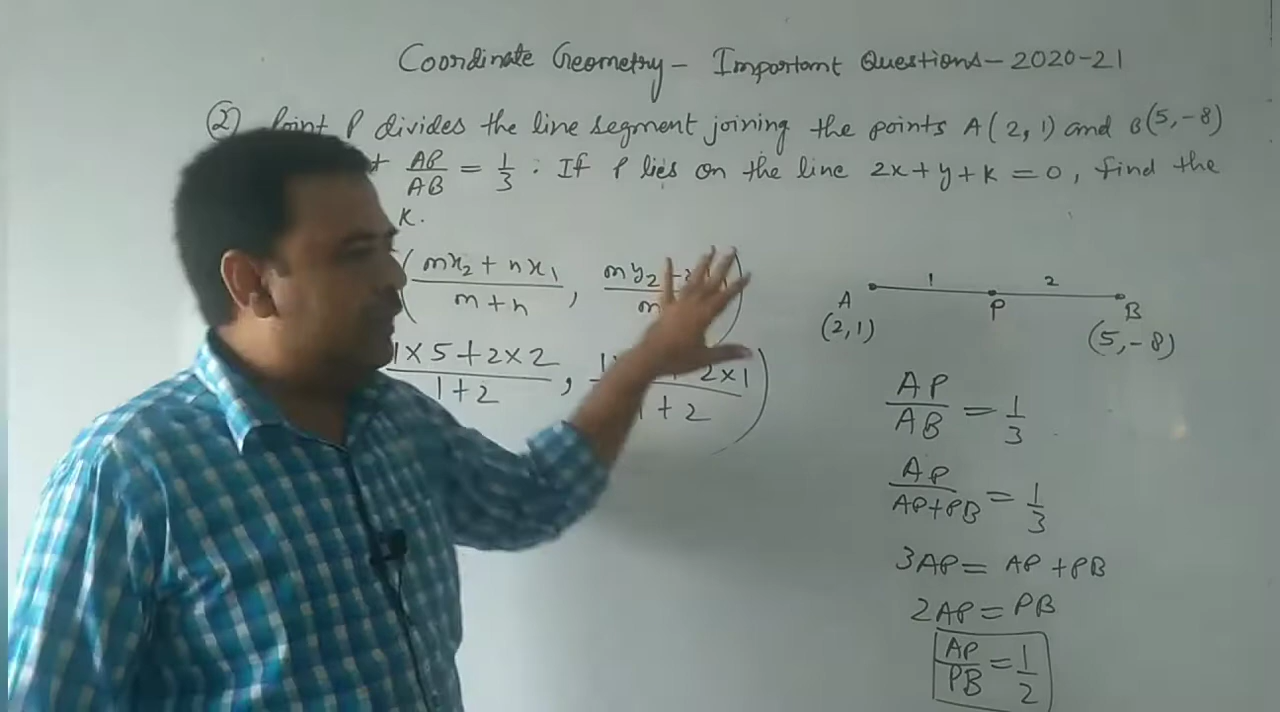 Coordinate Geometry - Important Questions - 2020-21
② Point P divides the line segment joining the points A(2, 1) and B(5, -8)
AP/AB = 1/3 . If P lies on the line 2x + y + k = 0, find the
K.
(mx₂ + nx₁ / m + n, my₂ + / m )
1 × 5 + 2 × 2 / 1 + 2, 2 × 1 / 1 + 2 )
A 1 P 2 B
(2, 1) (5, -8)
AP/AB = 1/3
AP/AP+PB = 1/3
3AP = AP + PB
2AP = PB
AP/PB = 1/2